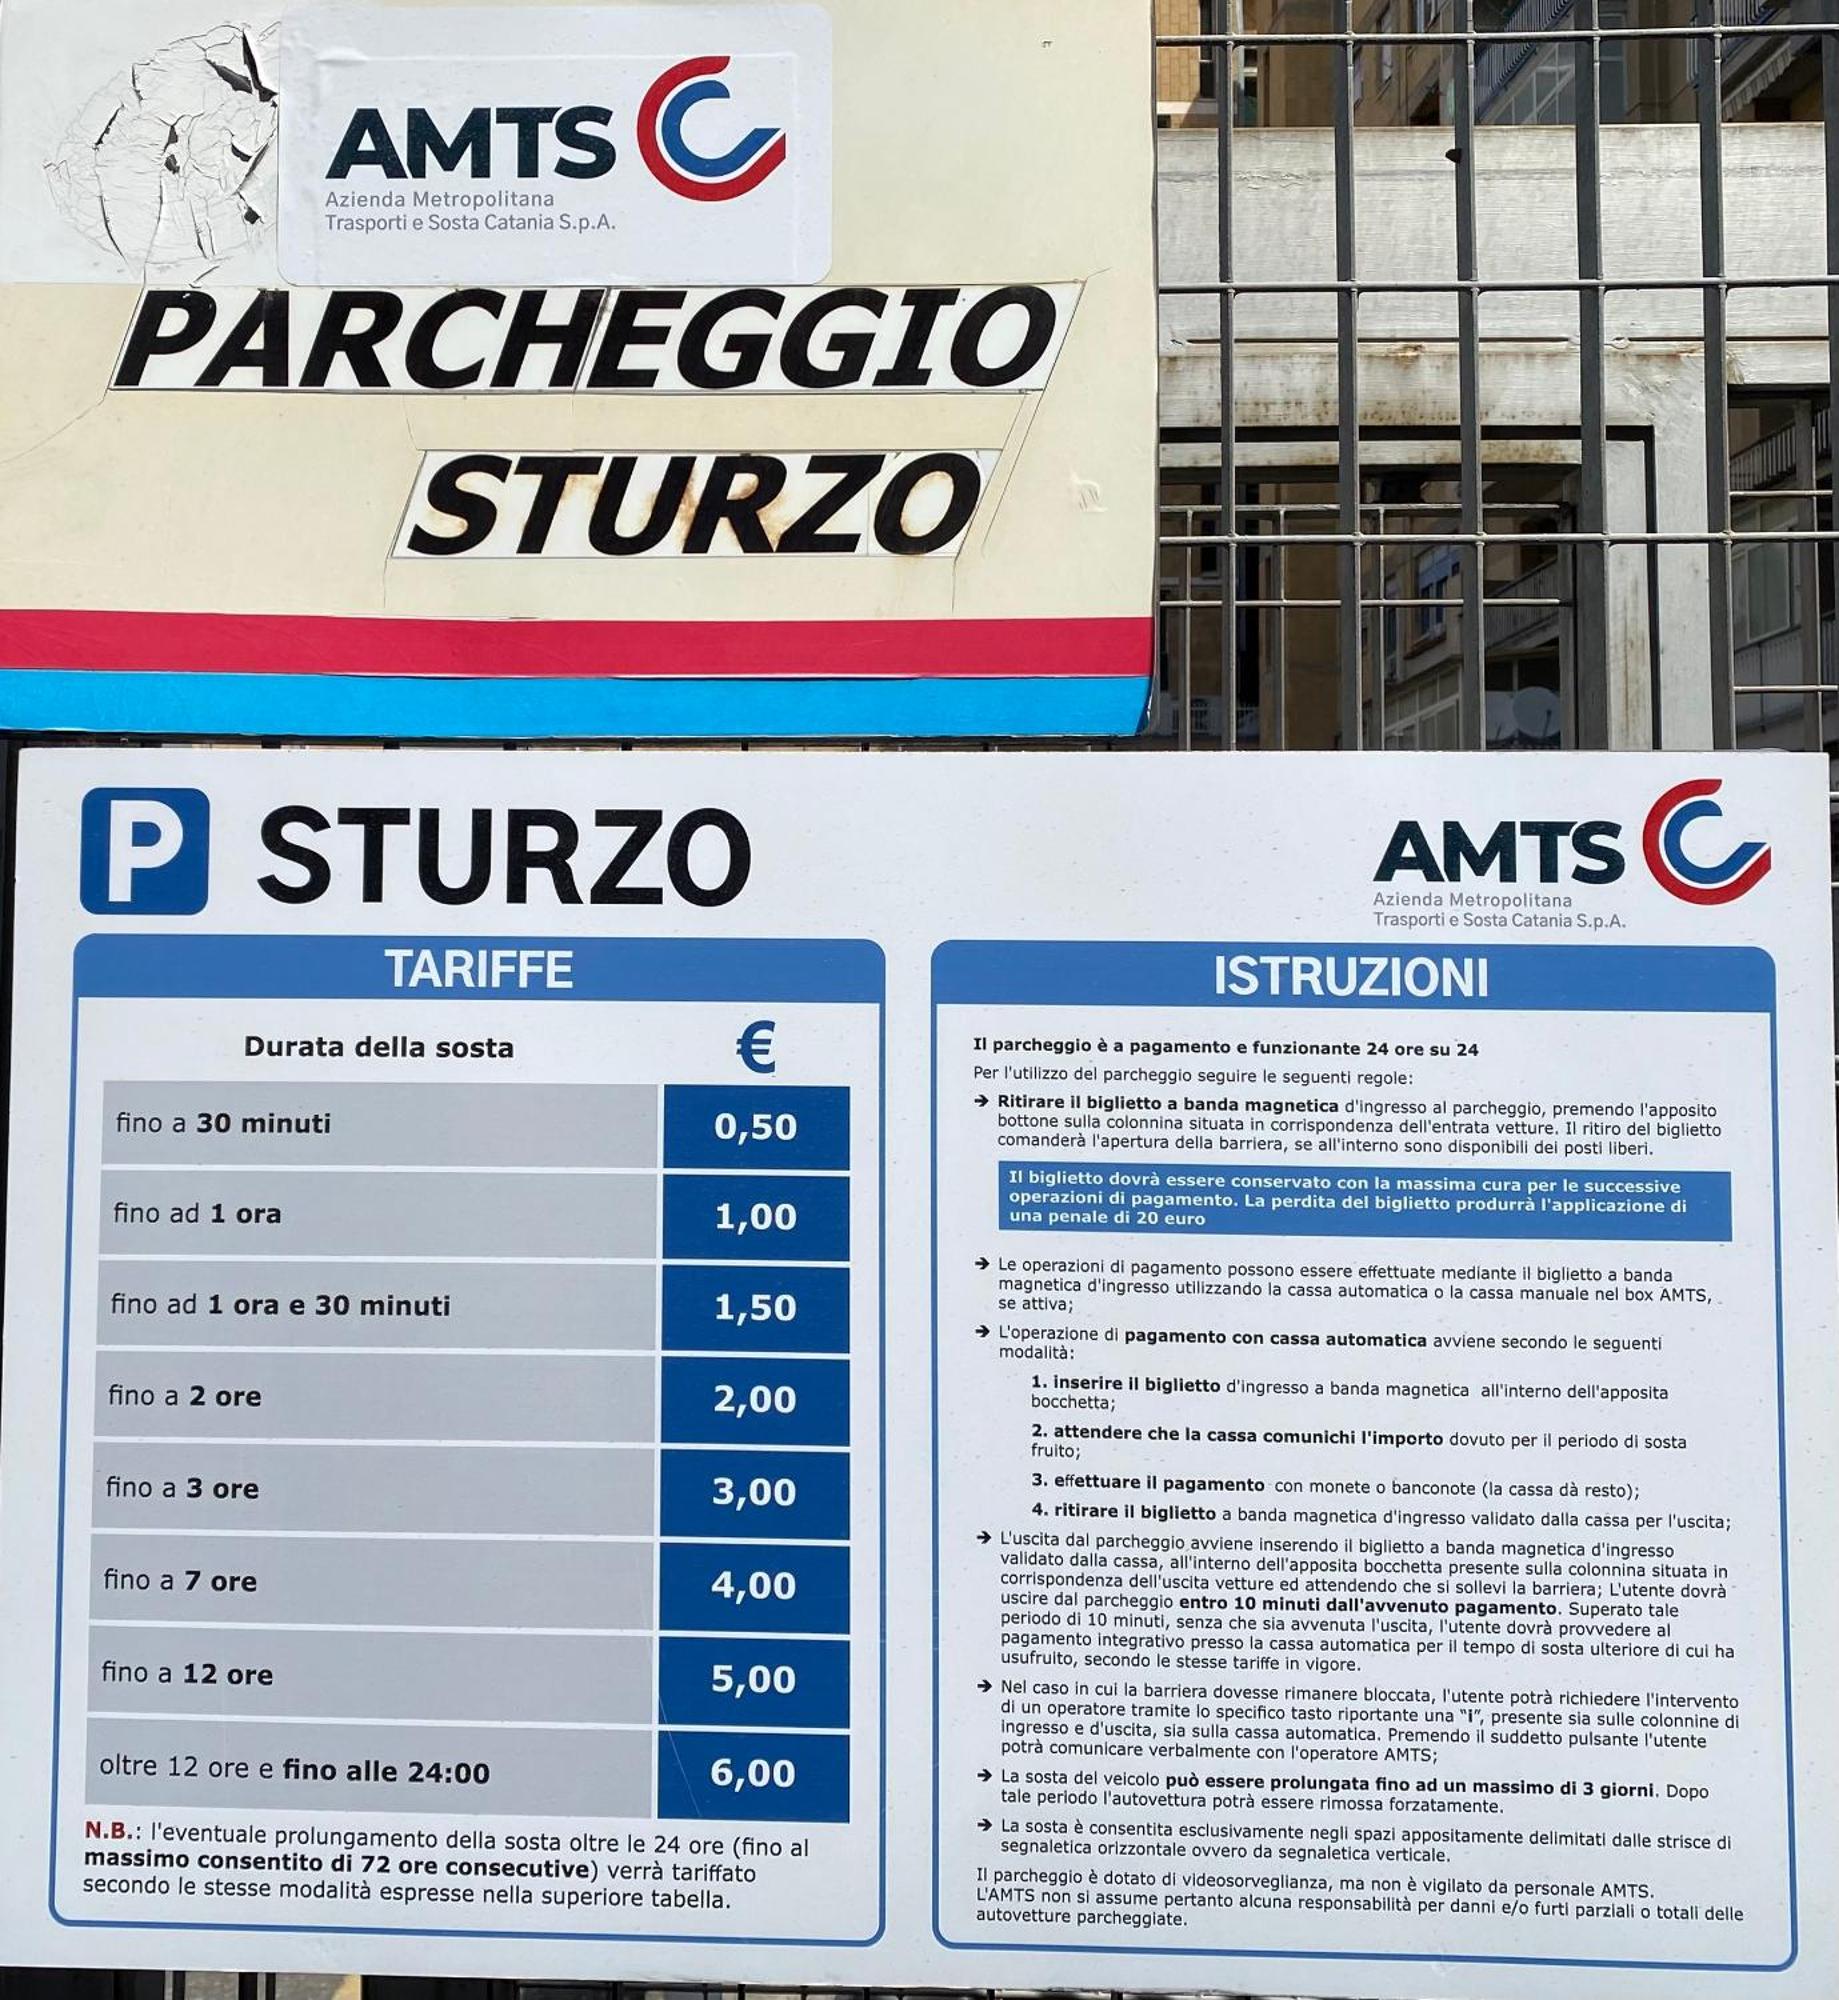 AMTS
Azienda Metropolitana
Trasporti e Sosta Catania S.p.A.
PARCHEGGIO
STURZO
P STURZO
AMTS
Azienda Metropolitana
Trasporti e Sosta Catania S.p.A.
TARIFFE
Durata della sosta €
fino a 30 minuti 0,50
fino ad 1 ora 1,00
fino ad 1 ora e 30 minuti 1,50
fino a 2 ore 2,00
fino a 3 ore 3,00
fino a 7 ore 4,00
fino a 12 ore 5,00
oltre 12 ore e fino alle 24:00 6,00
N.B.: l'eventuale prolungamento della sosta oltre le 24 ore (fino al
massimo consentito di 72 ore consecutive) verrà tariffato
secondo le stesse modalità espresse nella superiore tabella.
ISTRUZIONI
Il parcheggio è a pagamento e funzionante 24 ore su 24
Per l'utilizzo del parcheggio seguire le seguenti regole:
➔ Ritirare il biglietto a banda magnetica d'ingresso al parcheggio, premendo l'apposito
bottone sulla colonnina situata in corrispondenza dell'entrata vetture. Il ritiro del biglietto
comanderà l'apertura della barriera, se all'interno sono disponibili dei posti liberi.
Il biglietto dovrà essere conservato con la massima cura per le successive
operazioni di pagamento. La perdita del biglietto produrrà l'applicazione di
una penale di 20 euro
➔ Le operazioni di pagamento possono essere effettuate mediante il biglietto a banda
magnetica d'ingresso utilizzando la cassa automatica o la cassa manuale nel box AMTS,
se attiva;
➔ L'operazione di pagamento con cassa automatica avviene secondo le seguenti
modalità:
1. inserire il biglietto d'ingresso a banda magnetica all'interno dell'apposita
bocchetta;
2. attendere che la cassa comunichi l'importo dovuto per il periodo di sosta
fruito;
3. effettuare il pagamento con monete o banconote (la cassa dà resto);
4. ritirare il biglietto a banda magnetica d'ingresso validato dalla cassa per l'uscita;
➔ L'uscita dal parcheggio avviene inserendo il biglietto a banda magnetica d'ingresso
validato dalla cassa, all'interno dell'apposita bocchetta presente sulla colonnina situata in
corrispondenza dell'uscita vetture ed attendendo che si sollevi la barriera; L'utente dovrà
uscire dal parcheggio entro 10 minuti dall'avvenuto pagamento. Superato tale
periodo di 10 minuti, senza che sia avvenuta l'uscita, l'utente dovrà provvedere al
pagamento integrativo presso la cassa automatica per il tempo di sosta ulteriore di cui ha
usufruito, secondo le stesse tariffe in vigore.
➔ Nel caso in cui la barriera dovesse rimanere bloccata, l'utente potrà richiedere l'intervento
di un operatore tramite lo specifico tasto riportante una "i", presente sia sulle colonnine di
ingresso e d'uscita, sia sulla cassa automatica. Premendo il suddetto pulsante l'utente
potrà comunicare verbalmente con l'operatore AMTS;
➔ La sosta del veicolo può essere prolungata fino ad un massimo di 3 giorni. Dopo
tale periodo l'autovettura potrà essere rimossa forzatamente.
➔ La sosta è consentita esclusivamente negli spazi appositamente delimitati dalle strisce di
segnaletica orizzontale ovvero da segnaletica verticale.
Il parcheggio è dotato di videosorveglianza, ma non è vigilato da personale AMTS.
L'AMTS non si assume pertanto alcuna responsabilità per danni e/o furti parziali o totali delle
autovetture parcheggiate.